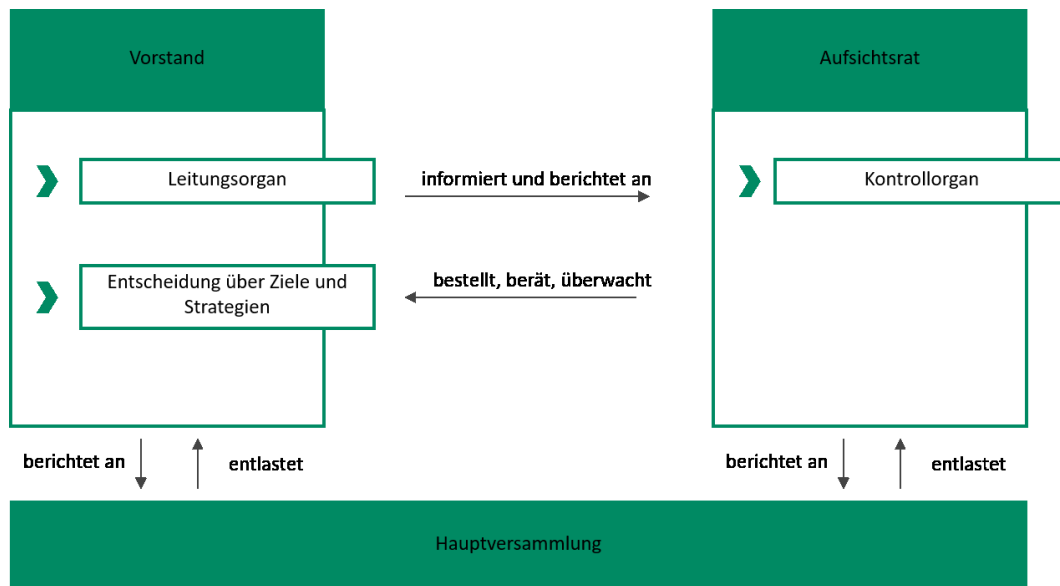 Vorstand
Aufsichtsrat
Leitungsorgan
informiert und berichtet an
Kontrollorgan
Entscheidung über Ziele und
Strategien
bestellt, berät, überwacht
berichtet an
entlastet
berichtet an
entlastet
Hauptversammlung